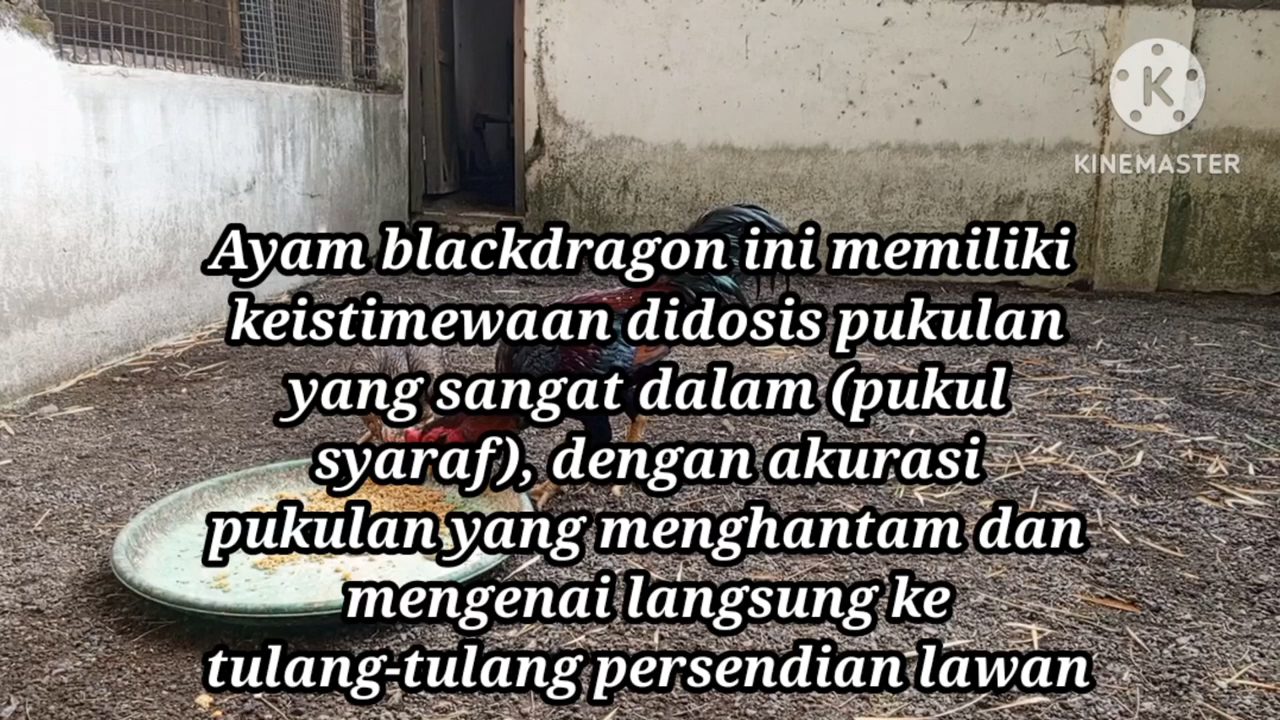 K
KINEMASTER
Ayam blackdragon ini memiliki
keistimewaan didosis pukulan
yang sangat dalam (pukul
syaraf), dengan akurasi
pukulan yang menghantam dan
mengenai langsung ke
tulang-tulang persendian lawan